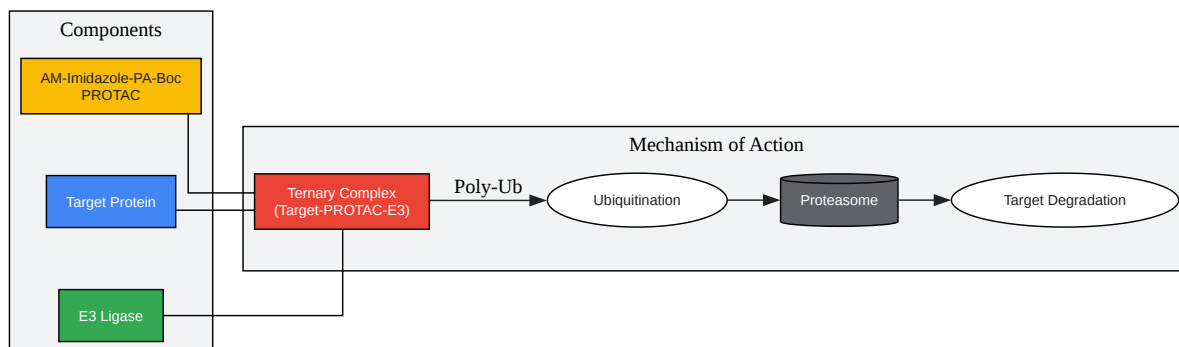 Components
AM-Imidazole-PA-Boc
PROTAC
Target Protein
E3 Ligase
Mechanism of Action
Ternary Complex
(Target-PROTAC-E3)
Poly-Ub
Ubiquitination
Proteasome
Target Degradation